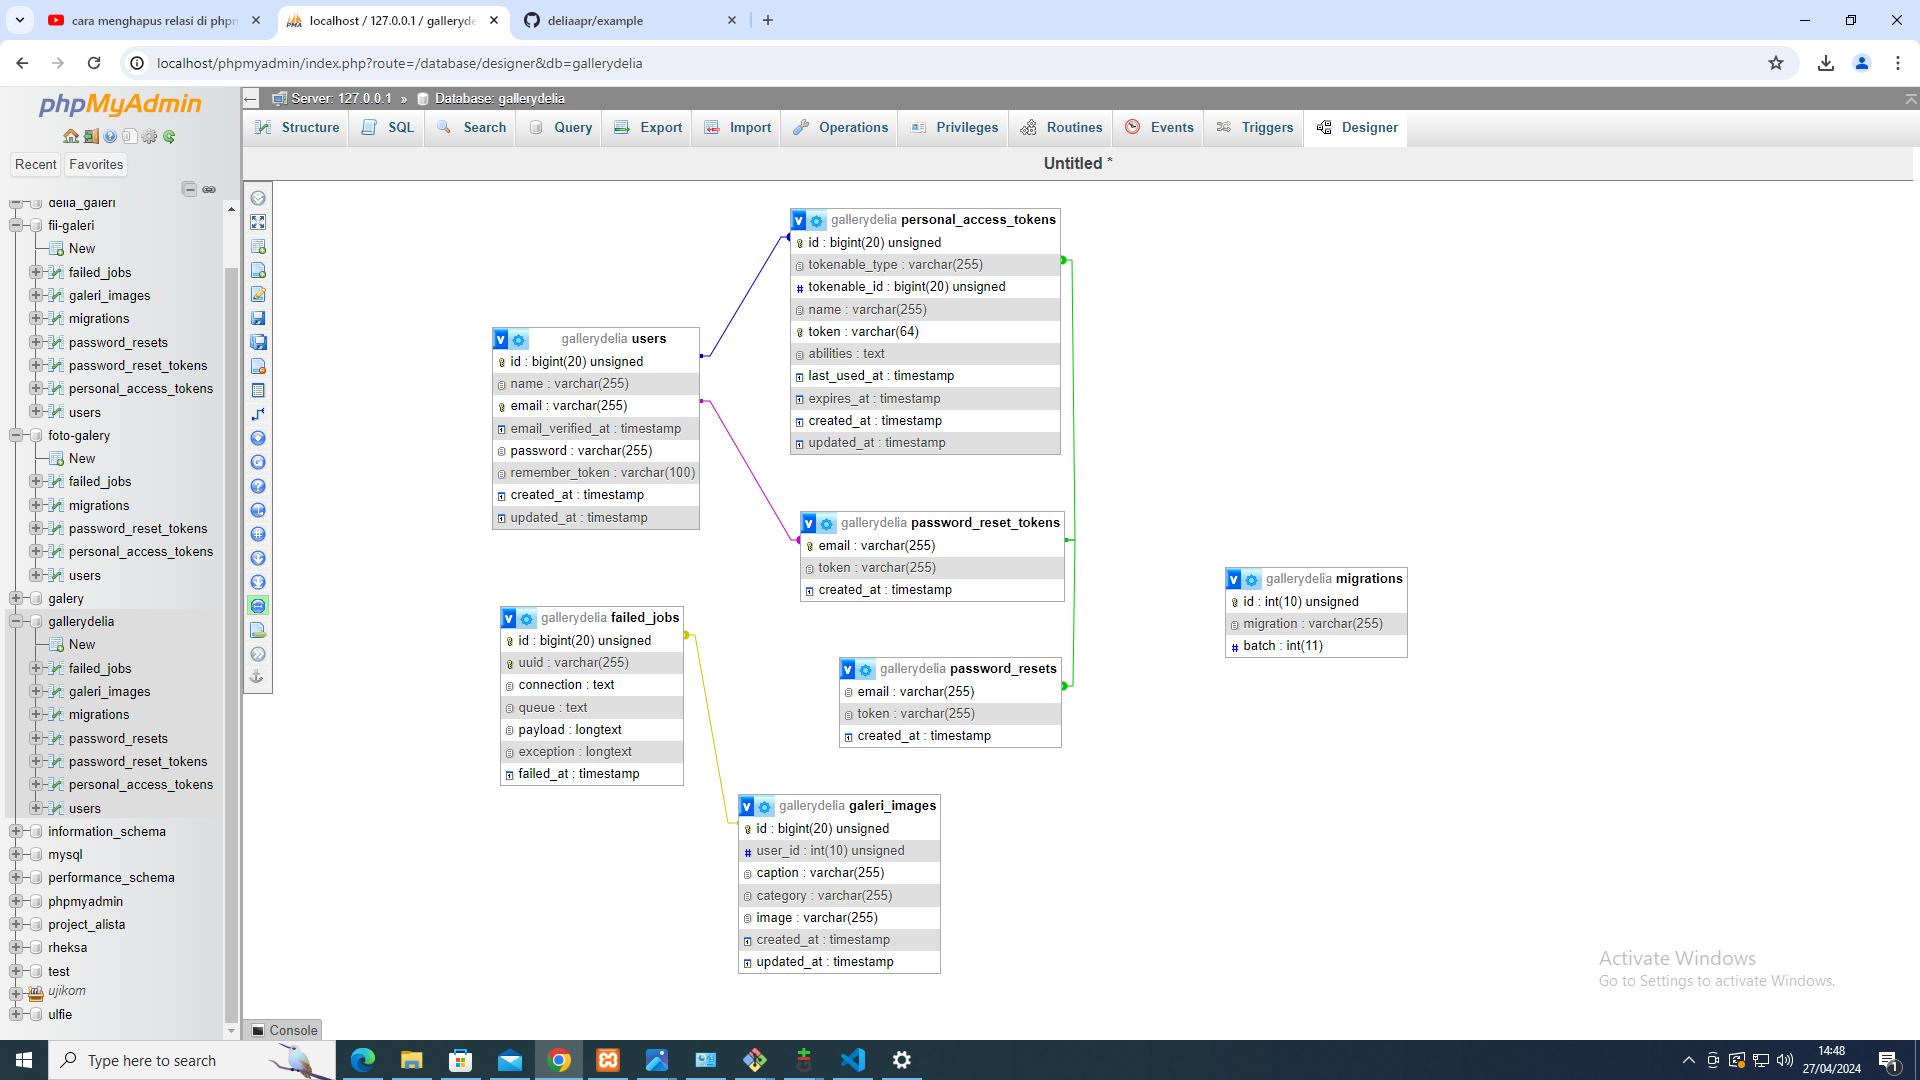 cara menghapus relasi di phpm
localhost / 127.0.0.1 / gallerydel
deliaapr/example
localhost/phpmyadmin/index.php?route=/database/designer&db=gallerydelia
phpMyAdmin
Recent
Favorites
delia_galeri
fii-galeri
New
failed_jobs
galeri_images
migrations
password_resets
password_reset_tokens
personal_access_tokens
users
foto-galery
New
failed_jobs
migrations
password_reset_tokens
personal_access_tokens
users
galery
gallerydelia
New
failed_jobs
galeri_images
migrations
password_resets
password_reset_tokens
personal_access_tokens
users
information_schema
mysql
performance_schema
phpmyadmin
project_alista
rheksa
test
ujikom
ulfie
Server: 127.0.0.1 » Database: gallerydelia
Structure
SQL
Search
Query
Export
Import
Operations
Privileges
Routines
Events
Triggers
Designer
Untitled *
gallerydelia personal_access_tokens
id : bigint(20) unsigned
tokenable_type : varchar(255)
tokenable_id : bigint(20) unsigned
name : varchar(255)
token : varchar(64)
abilities : text
last_used_at : timestamp
expires_at : timestamp
created_at : timestamp
updated_at : timestamp
gallerydelia users
id : bigint(20) unsigned
name : varchar(255)
email : varchar(255)
email_verified_at : timestamp
password : varchar(255)
remember_token : varchar(100)
created_at : timestamp
updated_at : timestamp
gallerydelia password_reset_tokens
email : varchar(255)
token : varchar(255)
created_at : timestamp
gallerydelia migrations
id : int(10) unsigned
migration : varchar(255)
batch : int(11)
gallerydelia failed_jobs
id : bigint(20) unsigned
uuid : varchar(255)
connection : text
queue : text
payload : longtext
exception : longtext
failed_at : timestamp
gallerydelia password_resets
email : varchar(255)
token : varchar(255)
created_at : timestamp
gallerydelia galeri_images
id : bigint(20) unsigned
user_id : int(10) unsigned
caption : varchar(255)
category : varchar(255)
image : varchar(255)
created_at : timestamp
updated_at : timestamp
Activate Windows
Go to Settings to activate Windows.
Console
Type here to search
14:48
27/04/2024
1